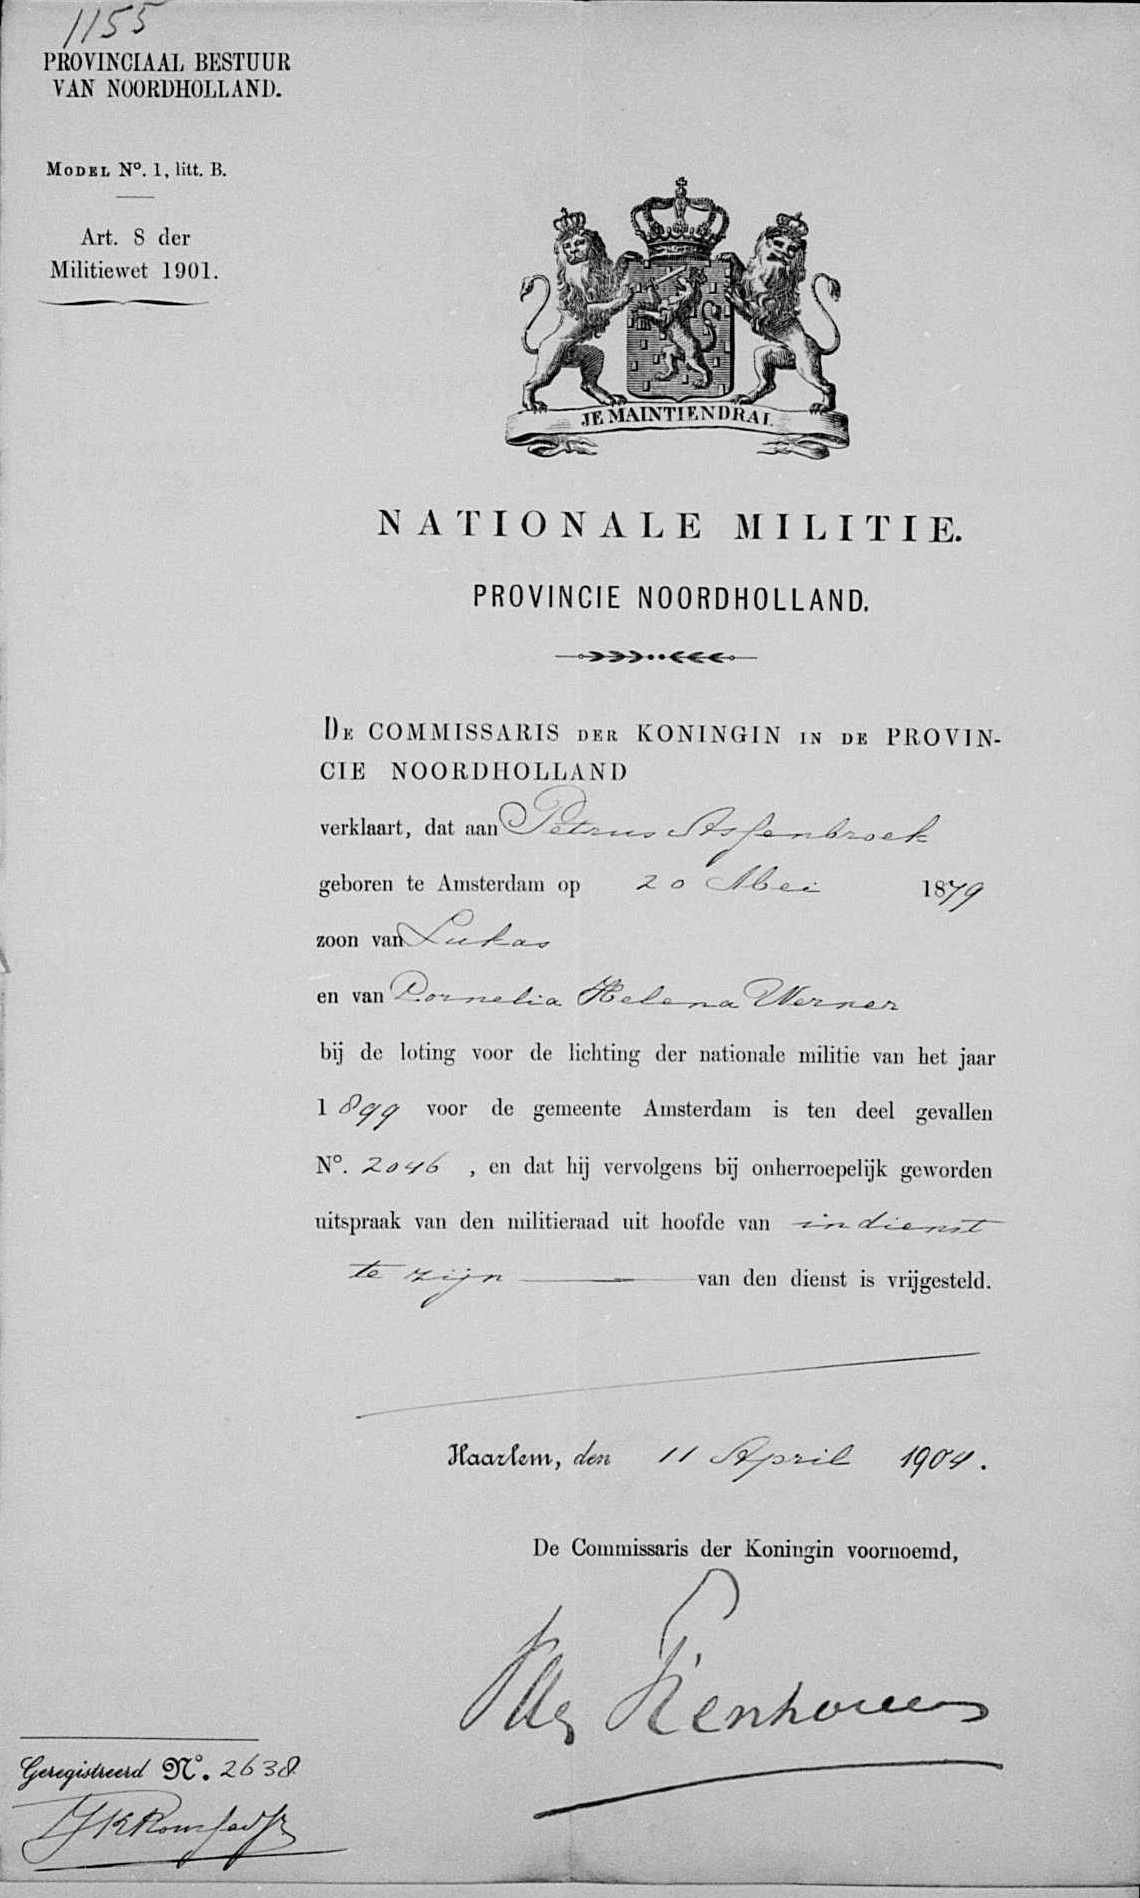 1155
PROVINCIAAL BESTUUR
VAN NOORDHOLLAND.
MODEL No. 1, litt. B.
Art. 8 der
Militiewet 1901.
JE MAINTIENDRAI.
NATIONALE MILITIE.
PROVINCIE NOORDHOLLAND.
DE COMMISSARIS DER KONINGIN IN DE PROVIN-
CIE NOORDHOLLAND
verklaart, dat aan Petrus Assenbroek
geboren te Amsterdam op 20 Mei 1879
zoon van Lukas
en van Cornelia Helena Werner
bij de loting voor de lichting der nationale militie van het jaar
1899 voor de gemeente Amsterdam is ten deel gevallen
No. 2046, en dat hij vervolgens bij onherroepelijk geworden
uitspraak van den militieraad uit hoofde van in dienst
te zijn van den dienst is vrijgesteld.
Haarlem, den 11 April 1904.
De Commissaris der Koningin voornoemd,
Tienhoven
Geregistreerd No. 2638